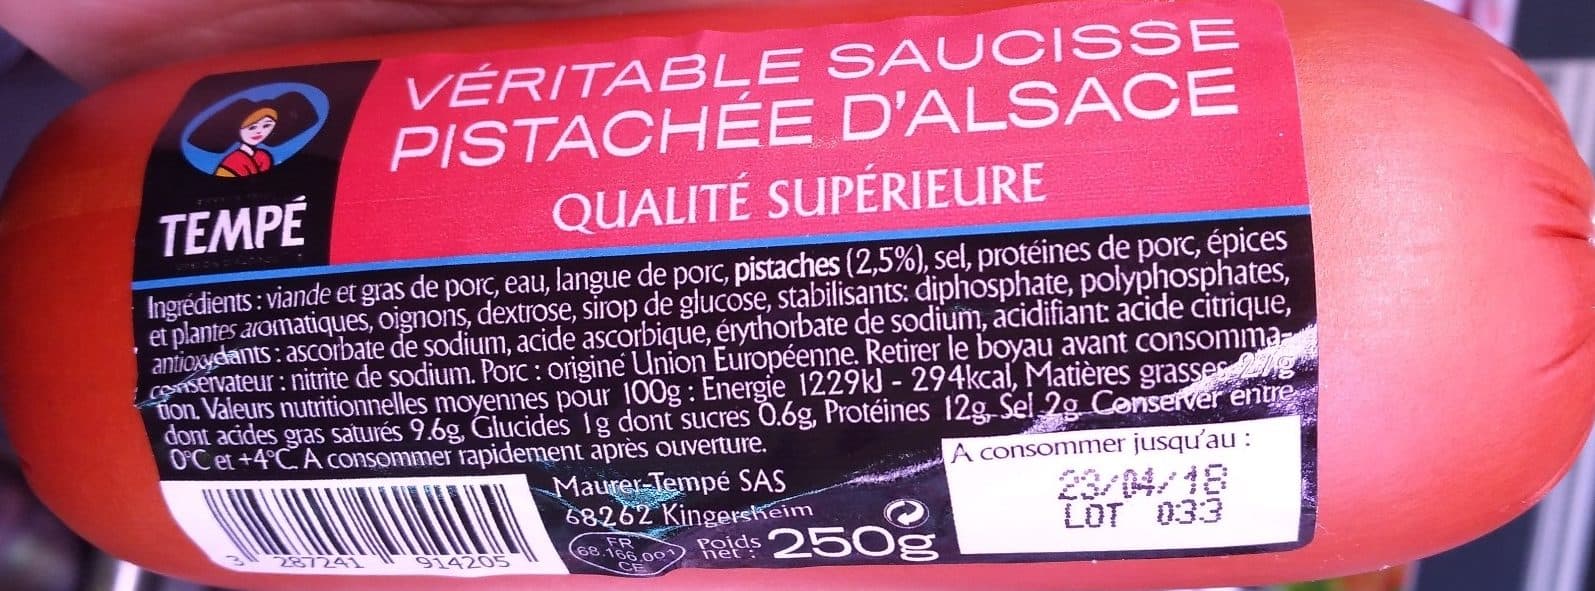 VÉRITABLE SAUCISSE
PISTACHÉE D'ALSACE
QUALITÉ SUPÉRIEURE
TEMPÉ
Ingrédients : viande et gras de porc, eau, langue de porc, pistaches (2,5%), sel, protéines de porc, épices
et plantes aromatiques, oignons, dextrose, sirop de glucose, stabilisants: diphosphate, polyphosphates,
antioxydants : ascorbate de sodium, acide ascorbique, érythorbate de sodium, acidifiant: acide citrique,
conservateur : nitrite de sodium. Porc : origine Union Européenne. Retirer le boyau avant consomma-
tion. Valeurs nutritionnelles moyennes pour 100g : Energie 1229kJ - 294kcal, Matières grasses 27g
dont acides gras saturés 9.6g, Glucides 1g dont sucres 0.6g, Protéines 12g, Sel 2g Conserver entre
0°C et +4°C. A consommer rapidement après ouverture.
A consommer jusqu'au :
23/04/18
LOT 033
Maurer-Tempé SAS
68262 Kingersheim
FR
68.166.001
CE
Poids
net :
250g
3 287241 914205